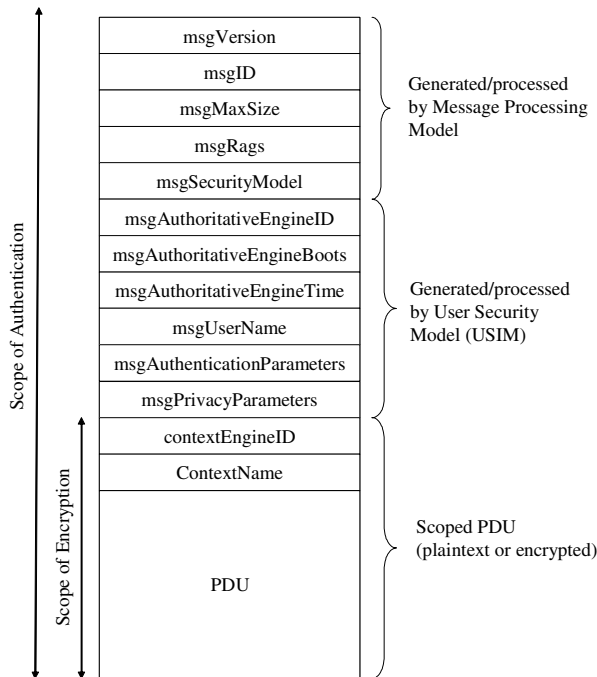 msgVersion
msgID
msgMaxSize
msgRags
msgSecurityModel
msgAuthoritativeEngineID
msgAuthoritativeEngineBoots
msgAuthoritativeEngineTime
msgUserName
msgAuthenticationParameters
msgPrivacyParameters
contextEngineID
ContextName
PDU
Generated/processed
by Message Processing
Model
Generated/processed
by User Security
Model (USIM)
Scoped PDU
(plaintext or encrypted)
Scope of Authentication
Scope of Encryption